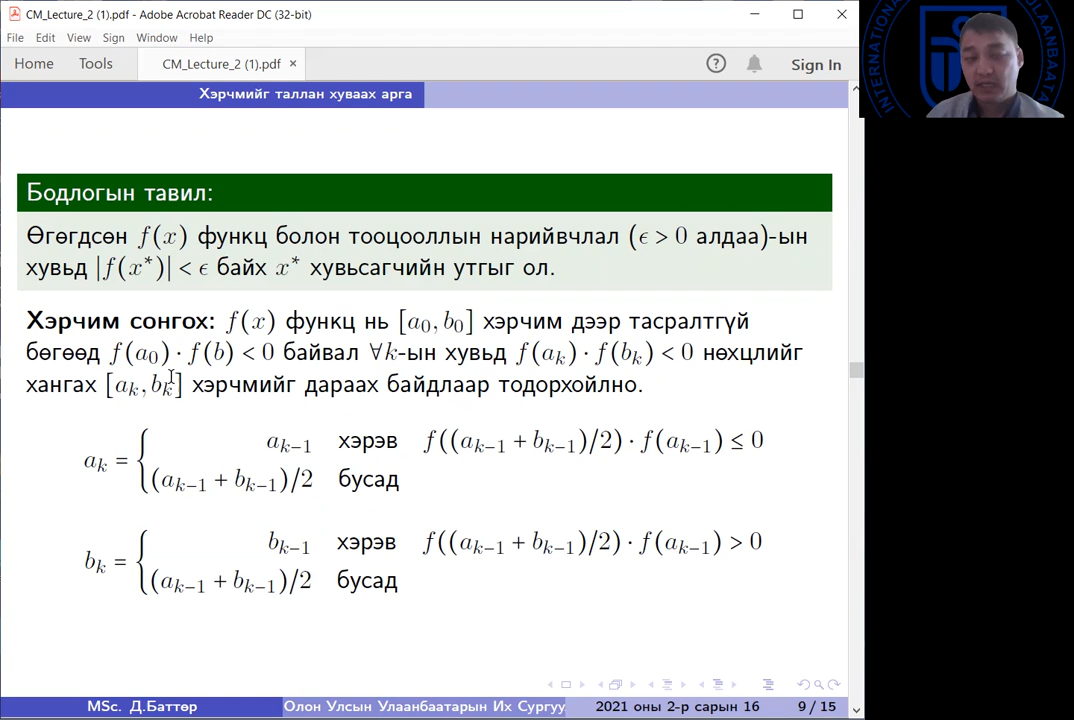 CM_Lecture_2 (1).pdf - Adobe Acrobat Reader DC (32-bit)
File Edit View Sign Window Help
Home Tools CM_Lecture_2 (1).pdf × Sign In
Хэрчмийг таллан хуваах арга
Бодлогын тавил:
Өгөгдсөн f(x) функц болон тооцооллын нарийвчлал (ϵ > 0 алдаа)-ын
хувьд |f(x*)| < ϵ байх x* хувьсагчийн утгыг ол.
Хэрчим сонгох: f(x) функц нь [a₀, b₀] хэрчим дээр тасралтгүй
бөгөөд f(a₀) · f(b) < 0 байвал ∀k-ын хувьд f(aₖ) · f(bₖ) < 0 нөхцлийг
хангах [aₖ, bₖ] хэрчмийг дараах байдлаар тодорхойлно.
aₖ = { aₖ₋₁ хэрэв f((aₖ₋₁ + bₖ₋₁)/2) · f(aₖ₋₁) ≤ 0
(aₖ₋₁ + bₖ₋₁)/2 бусад
bₖ = { bₖ₋₁ хэрэв f((aₖ₋₁ + bₖ₋₁)/2) · f(aₖ₋₁) > 0
(aₖ₋₁ + bₖ₋₁)/2 бусад
MSc. Д.Баттөр Олон Улсын Улаанбаатарын Их Сургуу 2021 оны 2-р сарын 16 9 / 15
INTERNATIONAL